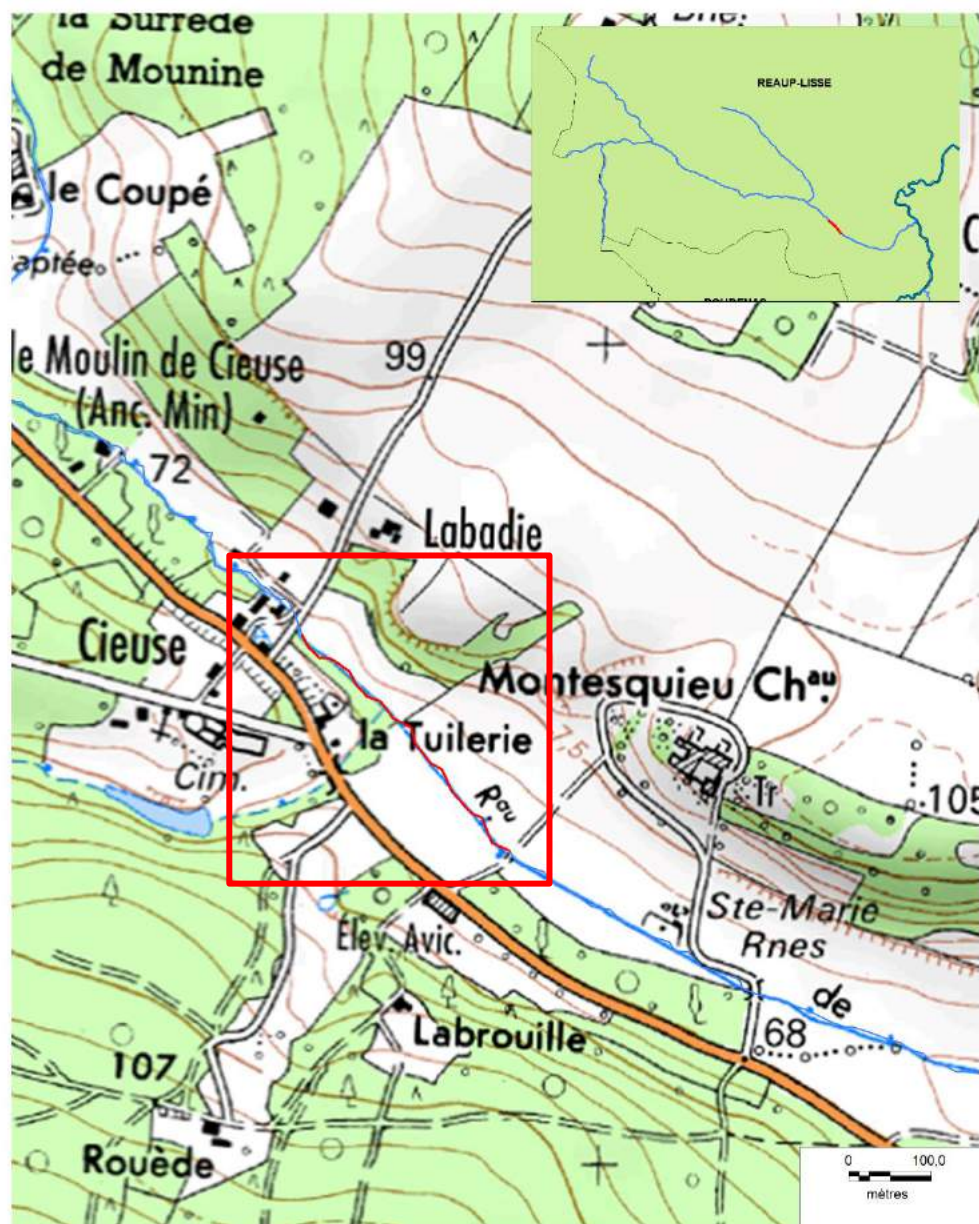 la Surrède
de Mounine
REAUP-LISSE
le Coupé
99
le Moulin de Cieuse
(Anc. Min)
72
Labadie
Cieuse
Montesquieu Chau.
la Tuilerie
75
Cim.
Rau
Tr
105
Ste-Marie
Rnes
Elev. Avic.
de
Labrouille
68
107
Rouède
0 100,0
mètres